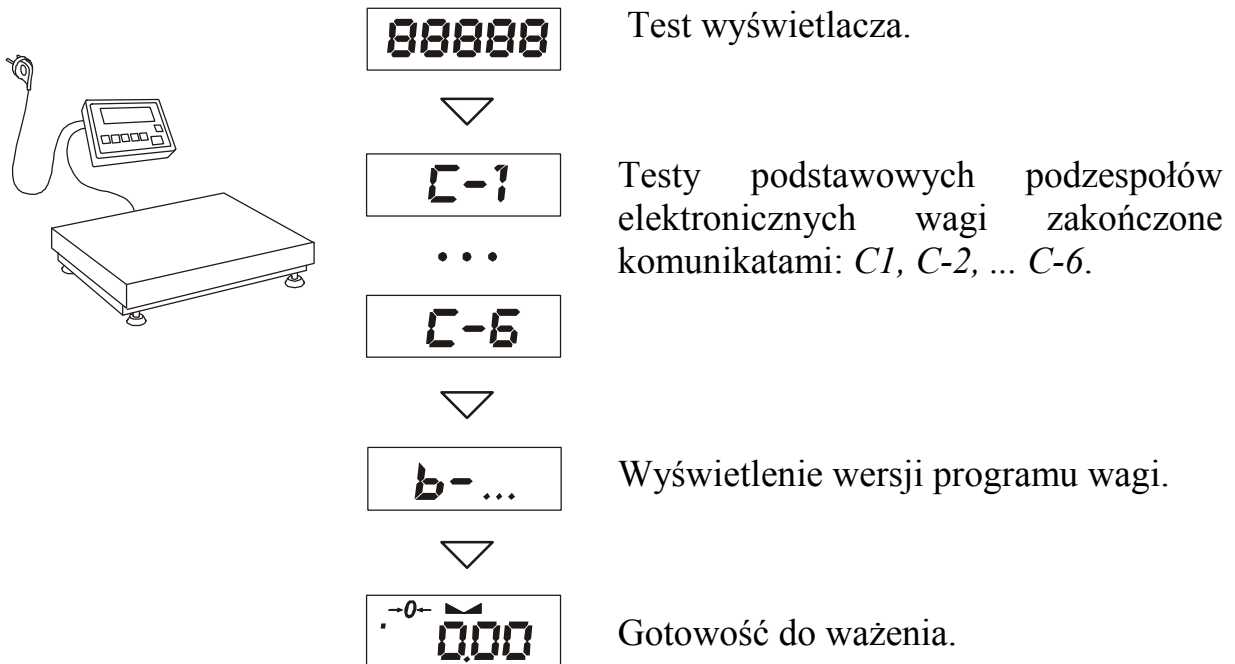 88888 Test wyświetlacza.
C-1 Testy podstawowych podzespołów
elektronicznych wagi zakończone
... komunikatami: C1, C-2, ... C-6.
C-6
b-... Wyświetlenie wersji programu wagi.
→0←
0.00 Gotowość do ważenia.